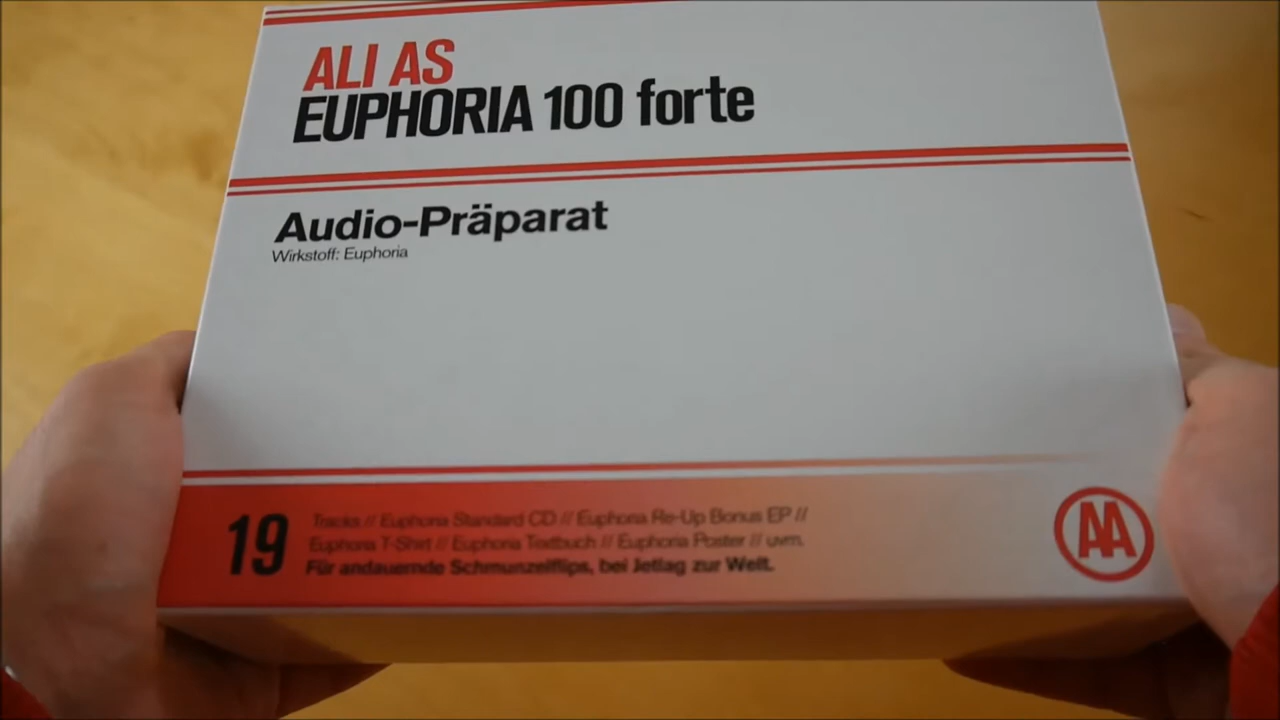 ALI AS
EUPHORIA 100 forte
Audio-Präparat
Wirkstoff: Euphoria
19
Tracks // Euphoria Standard CD // Euphoria Re-Up Bonus EP //
Euphoria T-Shirt // Euphoria Textbuch // Euphoria Poster // uvm.
Für andauernde Schmunzelflips, bei Jetlag zur Welt.
AA